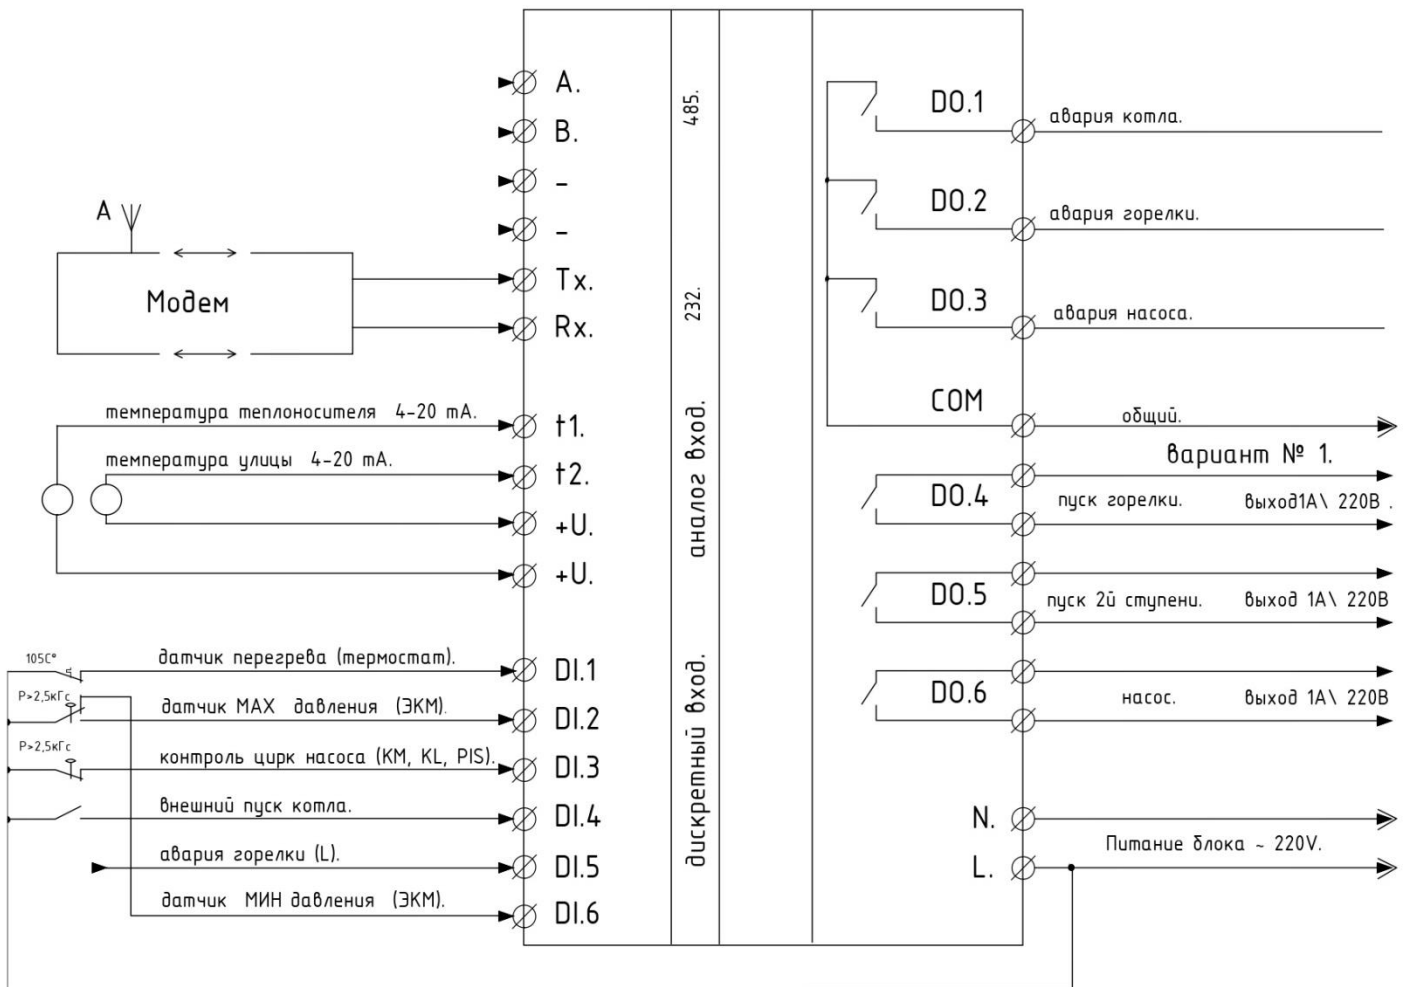 A.
B.
-
-
Tx.
Rx.
A
Модем
485.
232.
температура теплоносителя 4-20 mA.
t1.
температура улицы 4-20 mA.
t2.
+U.
+U.
аналог вход.
105C°
датчик перегрева (термостат).
DI.1
P>2,5кГс
датчик MAX давления (ЭКМ).
DI.2
P>2,5кГс
контроль цирк насоса (KM, KL, PIS).
DI.3
внешний пуск котла.
DI.4
авария горелки (L).
DI.5
датчик МИН давления (ЭКМ).
DI.6
дискретный вход.
DO.1
авария котла.
DO.2
авария горелки.
DO.3
авария насоса.
COM
общий.
вариант № 1.
DO.4
пуск горелки. выход1А\ 220В .
DO.5
пуск 2й ступени. выход 1А\ 220В
DO.6
насос. выход 1А\ 220В
N.
Питание блока ~ 220V.
L.